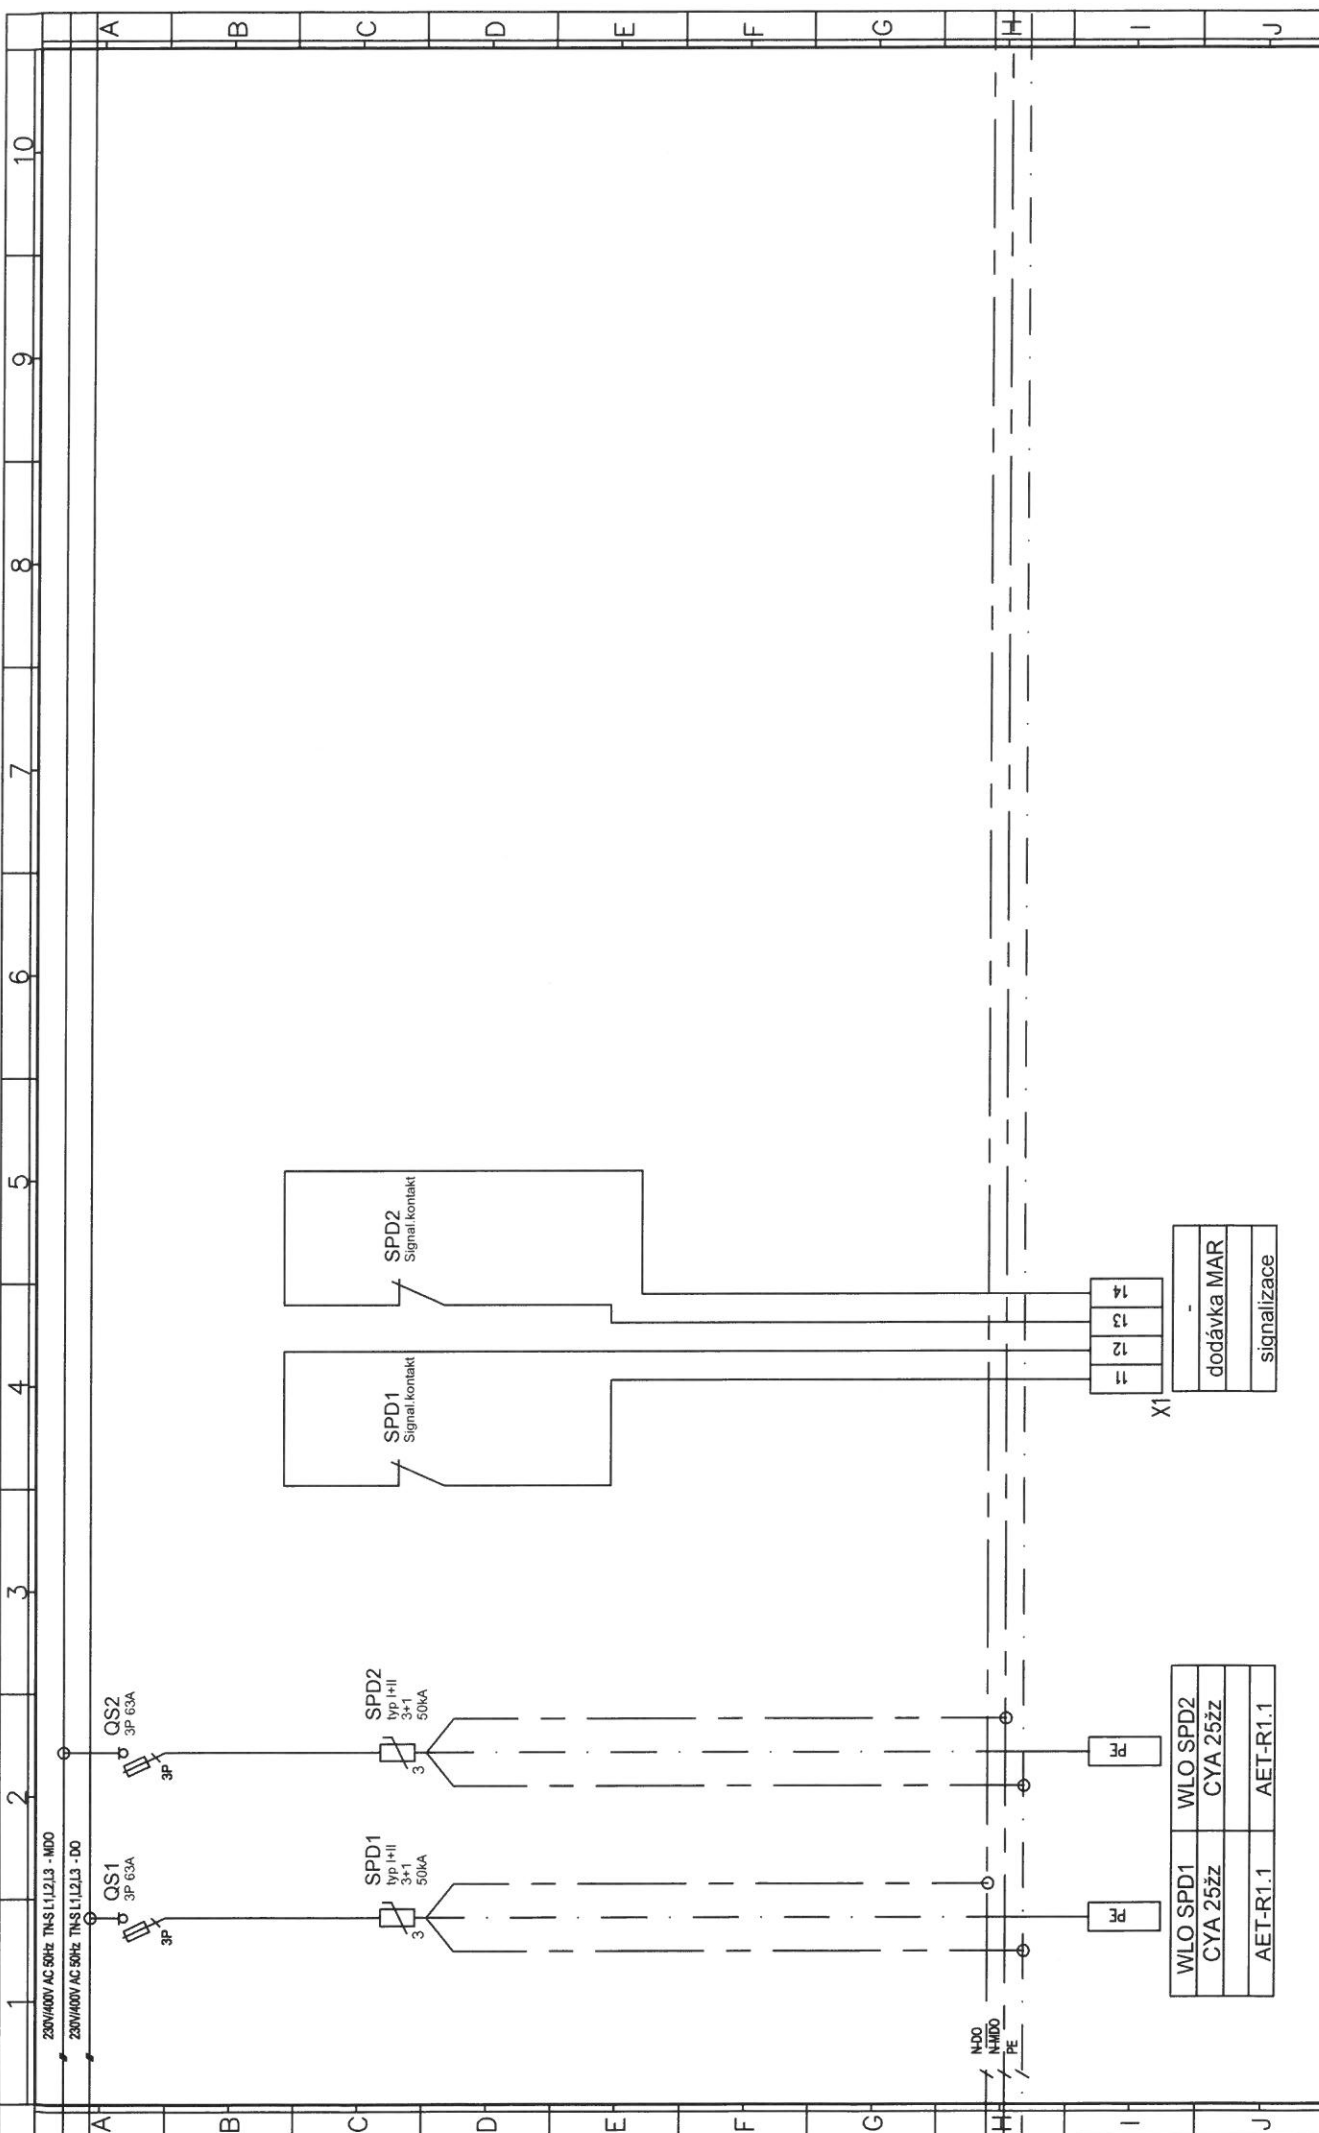 1
2
3
4
5
6
7
8
9
10
A
B
C
D
E
F
G
H
I
J
A
B
C
D
E
F
G
H
I
J
230V/400V AC 50Hz TN-S L1,L2,L3 - MDO
230V/400V AC 50Hz TN-S L1,L2,L3 - DO
QS1
3P 63A
3P
QS2
3P 63A
3P
SPD1
typ I+II
3+1
50kA
3
SPD2
typ I+II
3+1
50kA
3
SPD1
Signal.kontakt
SPD2
Signal.kontakt
N-DO
N-MDO
PE
PE
PE
X1
11
12
13
14
WLO SPD1
CYA 25žz
AET-R1.1
WLO SPD2
CYA 25žz
AET-R1.1
-
dodávka MAR
signalizace